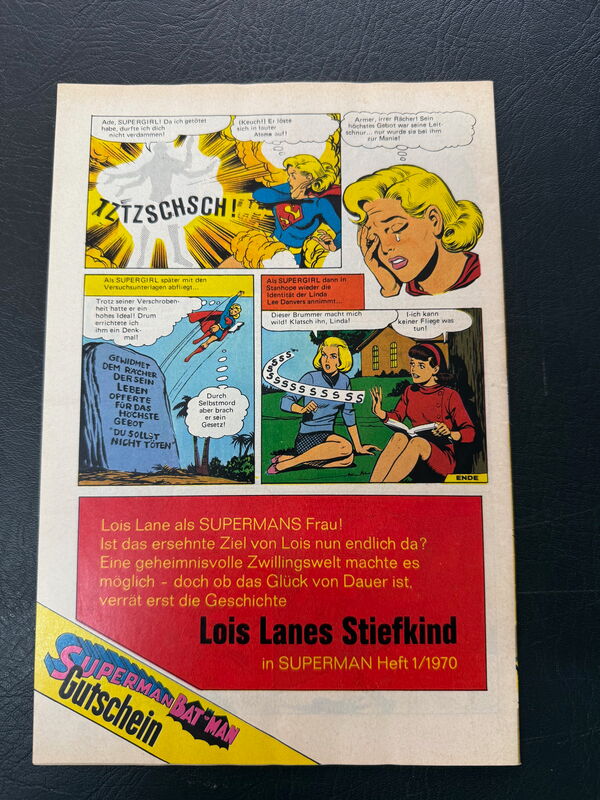 Ade, SUPERGIRL! Da ich getötet
habe, durfte ich dich
nicht verdammen!
(Keuch!) Er löste
sich in lauter
Atome auf!
TZTZSCHSCH!
S
Armer, irrer Rächer! Sein
höchstes Gebot war seine Leit-
schnur... nur wurde sie bei ihm
zur Manie!
Als SUPERGIRL später mit den
Versuchsunterlagen abfliegt...
Trotz seiner Verschroben-
heit hatte er ein
hohes Ideal! Drum
errichtete ich
ihm ein Denk-
mal!
GEWIDMET
DEM RÄCHER
DER SEIN
LEBEN
OPFERTE
FÜR DAS
HÖCHSTE
GEBOT
"DU SOLLST
NICHT TÖTEN"
Durch
Selbstmord
aber brach
er sein
Gesetz!
Als SUPERGIRL dann in
Stanhope wieder die
Identität der Linda
Lee Danvers annimmt...
Dieser Brummer macht mich
wild! Klatsch ihn, Linda!
I-ich kann
keiner Fliege was
tun!
SSSSSSSSSSSSSSS
ENDE
Lois Lane als SUPERMANS Frau!
Ist das ersehnte Ziel von Lois nun endlich da?
Eine geheimnisvolle Zwillingswelt machte es
möglich - doch ob das Glück von Dauer ist,
verrät erst die Geschichte
Lois Lanes Stiefkind
in SUPERMAN Heft 1/1970
SUPERMAN BATMAN
Gutschein